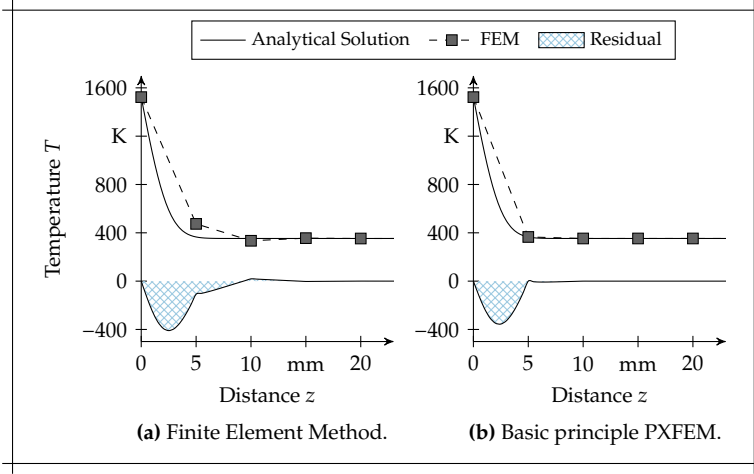 Analytical Solution FEM Residual
Temperature T
1600
K
800
400
0
−400
0 5 10 mm 20
Distance z
(a) Finite Element Method.
1600
K
800
400
0
−400
0 5 10 mm 20
Distance z
(b) Basic principle PXFEM.